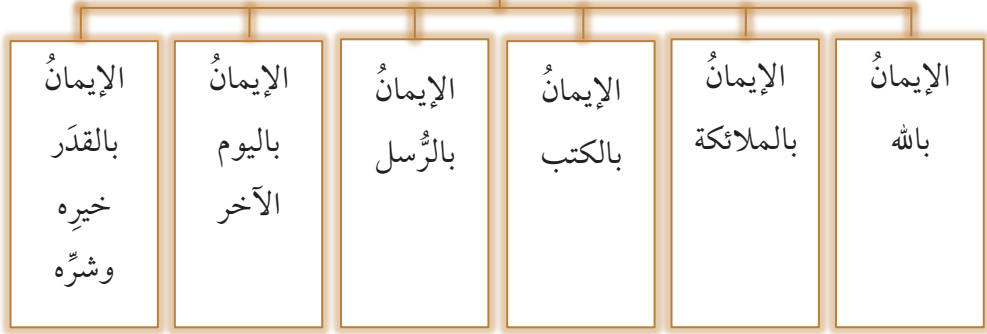 الإيمانُ
بالله
الإيمانُ
بالملائكة
الإيمانُ
بالكتب
الإيمانُ
بالرُّسل
الإيمانُ
باليوم
الآخر
الإيمانُ
بالقدَر
خيرِه
وشرِّه